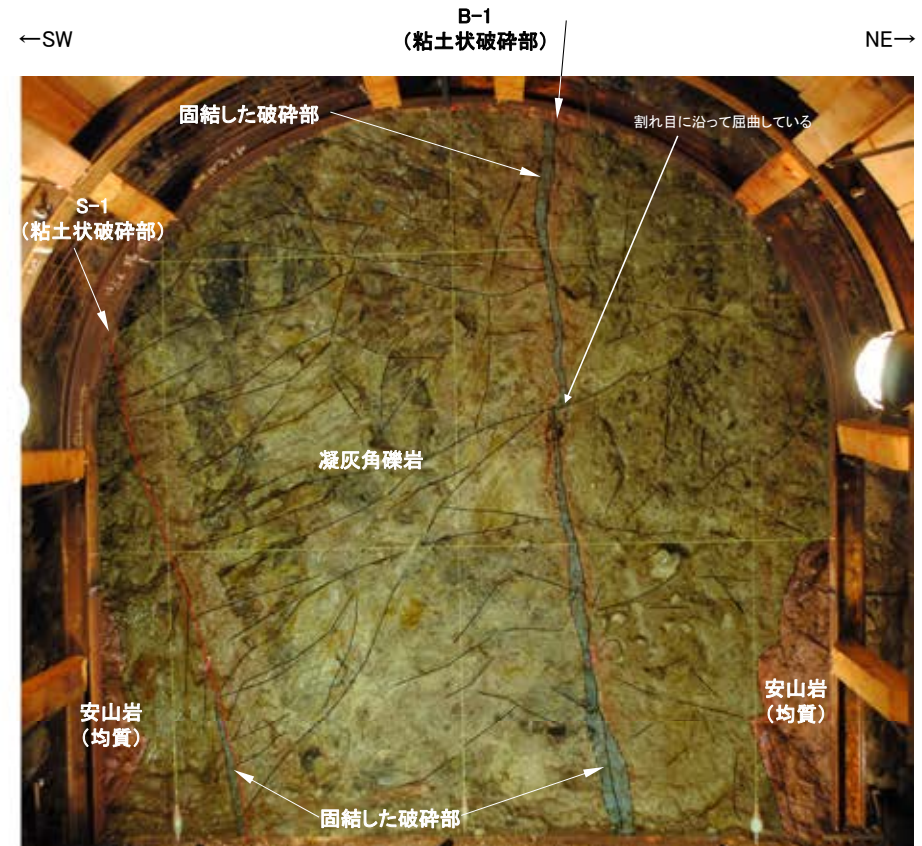 B-1
(粘土状破砕部)
←SW
NE→
固結した破砕部
割れ目に沿って屈曲している
S-1
(粘土状破砕部)
凝灰角礫岩
安山岩
(均質)
安山岩
(均質)
固結した破砕部